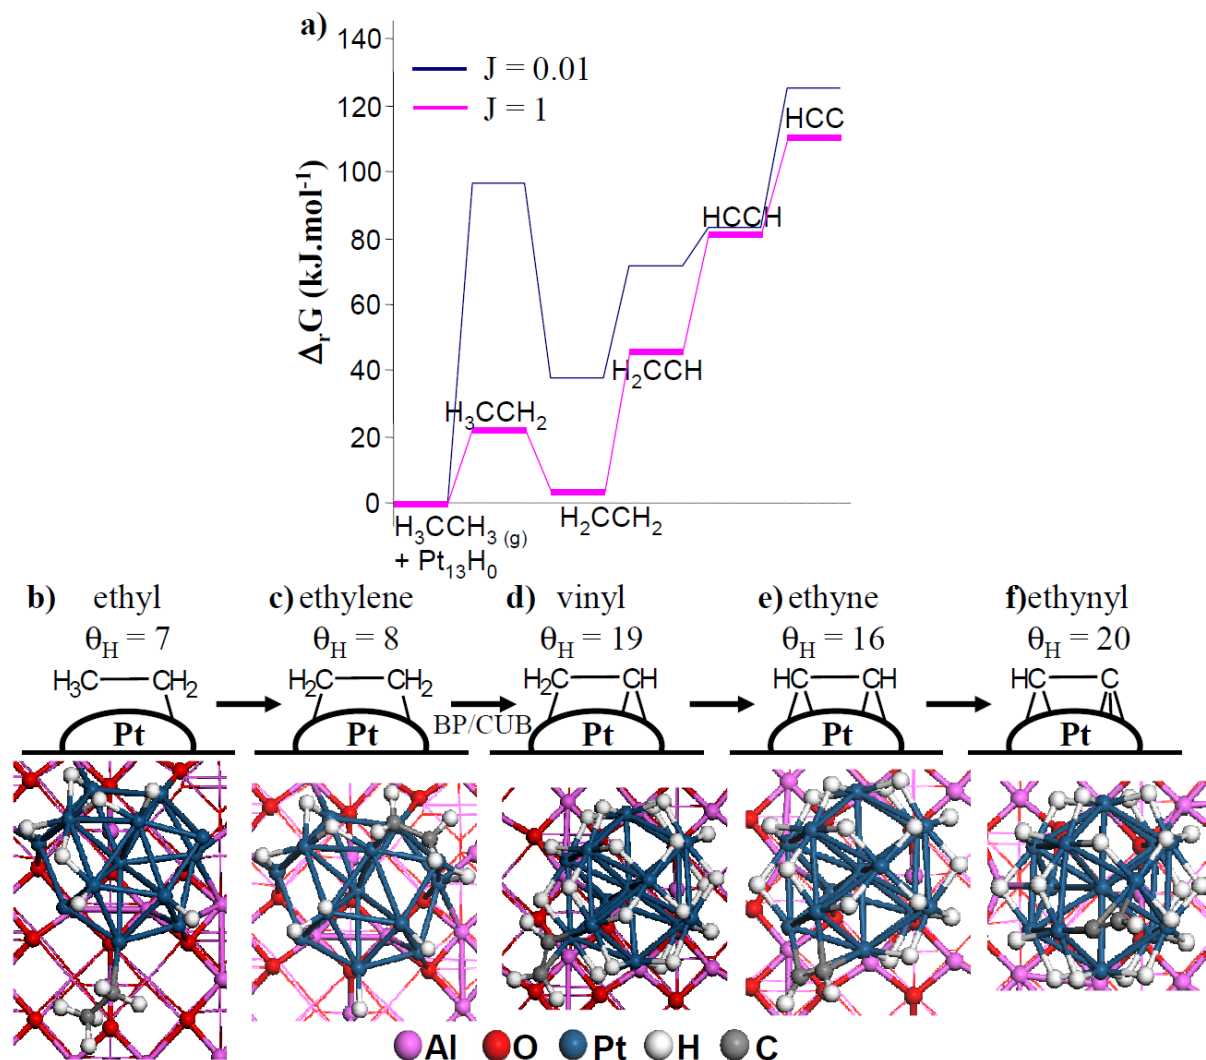 a)
140
J = 0.01
120
J = 1
HCC
100
80
HCCH
60
40
H₂CCH
H₃CCH₂
20
0
H₃CCH₃ (g)
+ Pt₁₃H₀
H₂CCH₂
ΔᵣG (kJ.mol⁻¹)
b) ethyl
θH = 7
H₃C CH₂
Pt
c) ethylene
θH = 8
H₂C CH₂
Pt
BP/CUB
d) vinyl
θH = 19
H₂C CH
Pt
e) ethyne
θH = 16
HC CH
Pt
f) ethynyl
θH = 20
HC C
Pt
Al O Pt H C